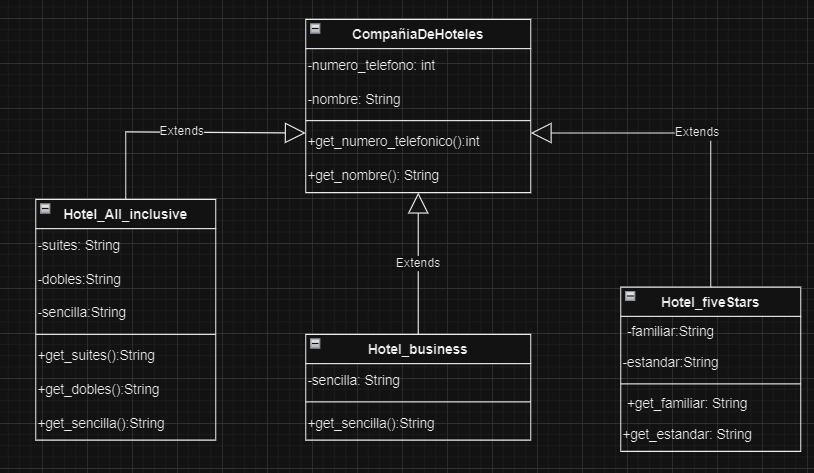 CompañiaDeHoteles
-numero_telefono: int
-nombre: String
+get_numero_telefonico():int
+get_nombre(): String
Extends
Extends
Extends
Hotel_All_inclusive
-suites: String
-dobles:String
-sencilla:String
+get_suites():String
+get_dobles():String
+get_sencilla():String
Hotel_business
-sencilla: String
+get_sencilla():String
Hotel_fiveStars
-familiar:String
-estandar:String
+get_familiar: String
+get_estandar: String